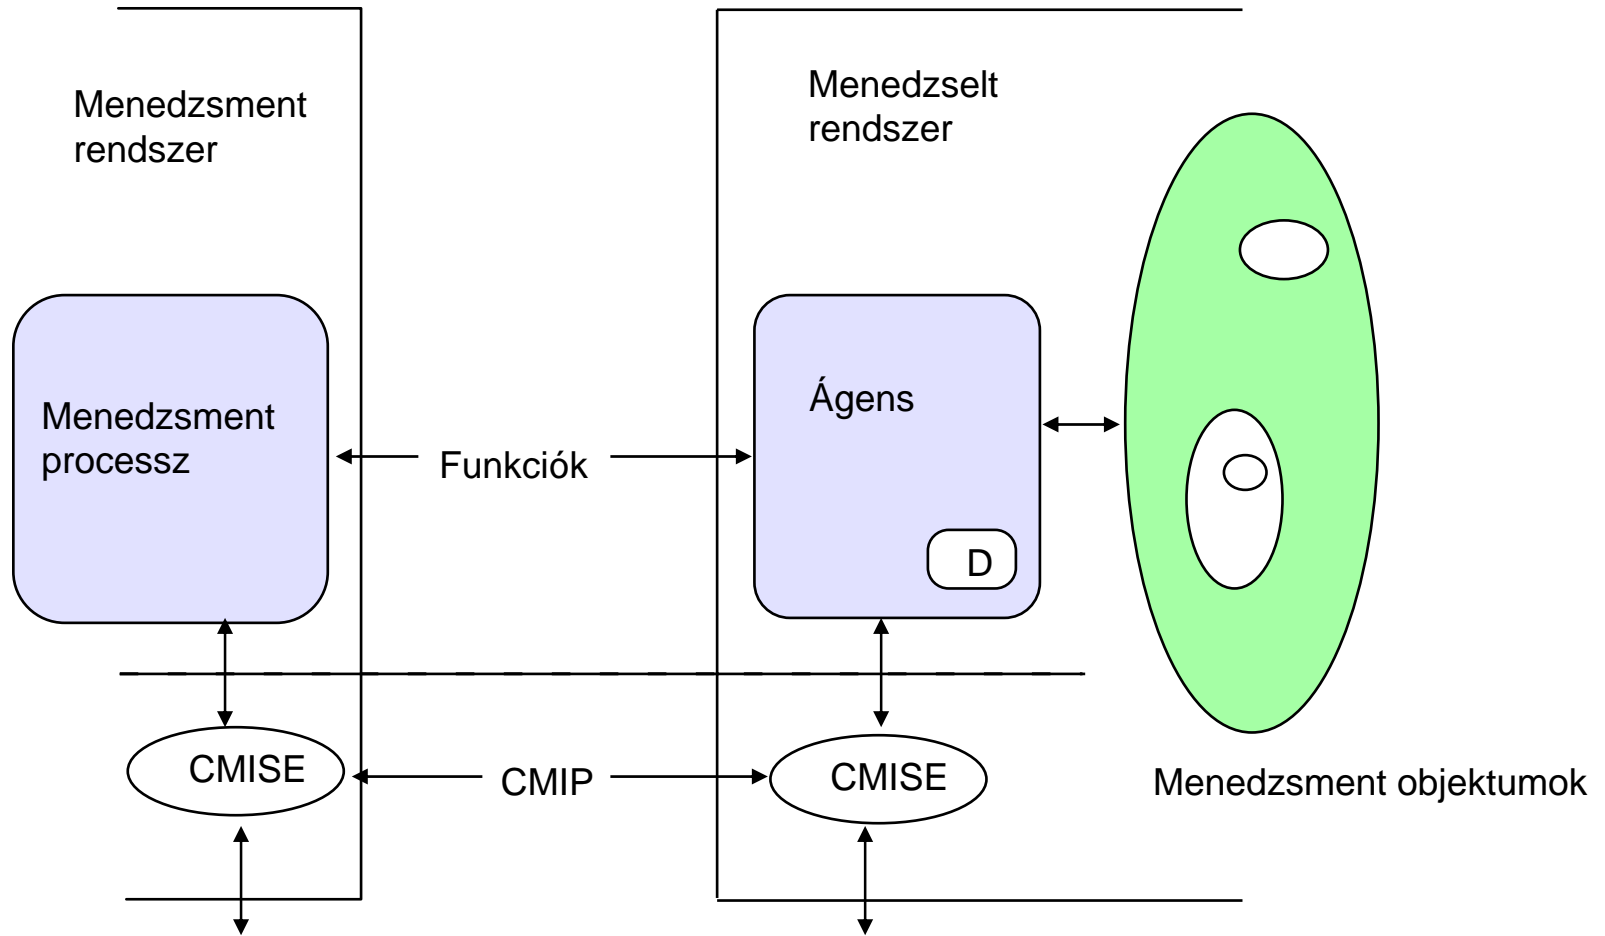 Menedzsment
rendszer
Menedzselt
rendszer
Menedzsment
processz
Funkciók
Ágens
D
CMISE
CMIP
CMISE
Menedzsment objektumok